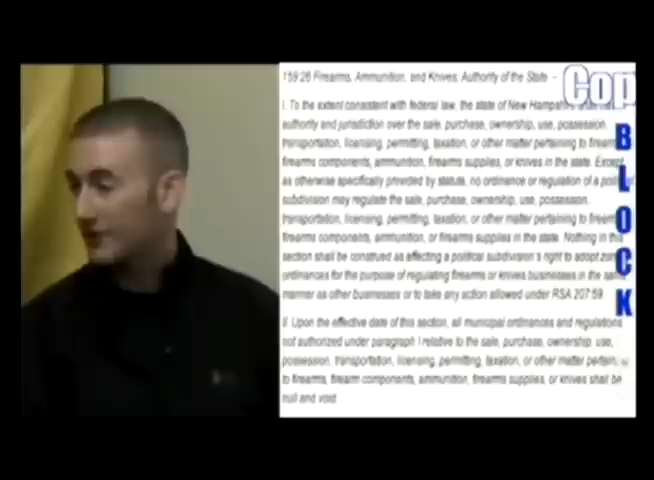 159:26 Firearms, Ammunition, and Knives; Authority of the State –
I. To the extent consistent with federal law, the state of New Hampshire
authority and jurisdiction over the sale, purchase, ownership, use, possession,
transportation, licensing, permitting, taxation, or other matter pertaining to
firearms components, ammunition, firearms supplies, or knives in the state. Except
as otherwise specifically provided by statute, no ordinance or regulation of a
subdivision may regulate the sale, purchase, ownership, use, possession,
transportation, licensing, permitting, taxation, or other matter pertaining to
firearms components, ammunition, or firearms supplies in the state. Nothing in this
section shall be construed as affecting a political subdivision's right to adopt
ordinances for the purpose of regulating firearms or knives businesses in the
manner as other businesses or to take any action allowed under RSA 207:59
II. Upon the effective date of this section, all municipal ordinances and regulations
not authorized under paragraph I relative to the sale, purchase, ownership, use,
possession, transportation, licensing, permitting, taxation, or other matter
to firearms, firearm components, ammunition, firearms supplies, or knives shall be
null and void
Cop
BLOCK